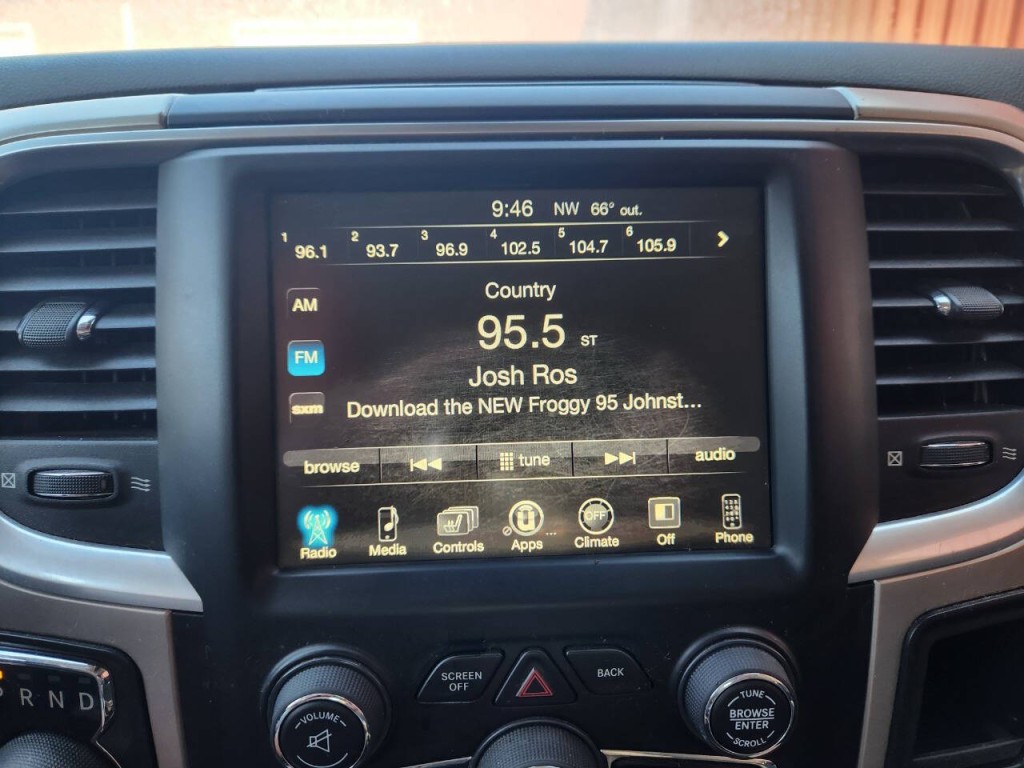 9:46 NW 66° out.
1 96.1 2 93.7 3 96.9 4 102.5 5 104.7 6 105.9
AM
Country
95.5 ST
FM
Josh Ros
sxm
Download the NEW Froggy 95 Johnst...
browse tune audio
OFF
Radio Media Controls Apps Climate Off Phone
SCREEN OFF
BACK
P R N D
VOLUME
TUNE
BROWSE
ENTER
SCROLL